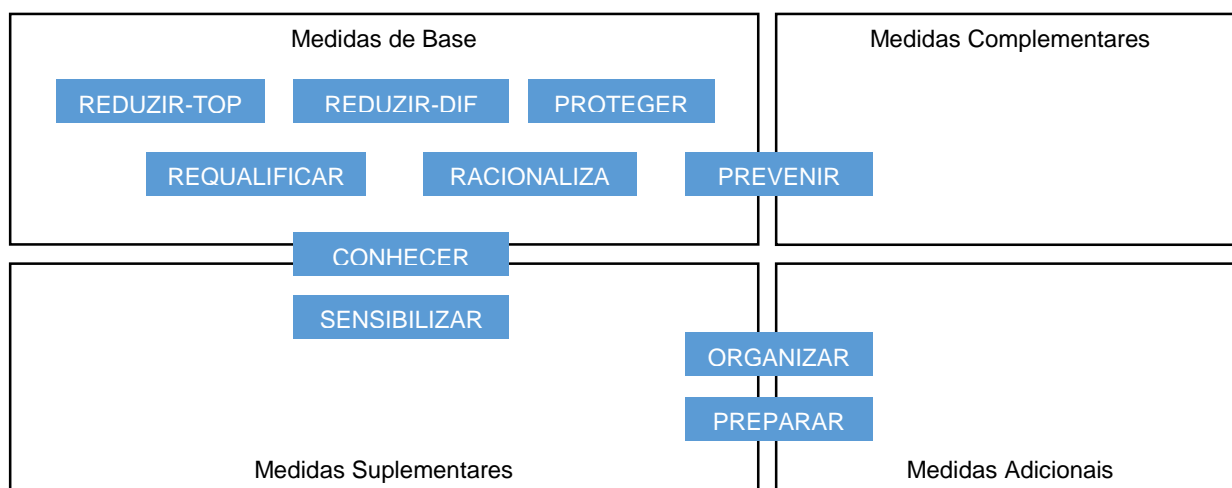 Medidas de Base
Medidas Complementares
REDUZIR-TOP
REDUZIR-DIF
PROTEGER
REQUALIFICAR
RACIONALIZA
PREVENIR
CONHECER
SENSIBILIZAR
ORGANIZAR
PREPARAR
Medidas Suplementares
Medidas Adicionais